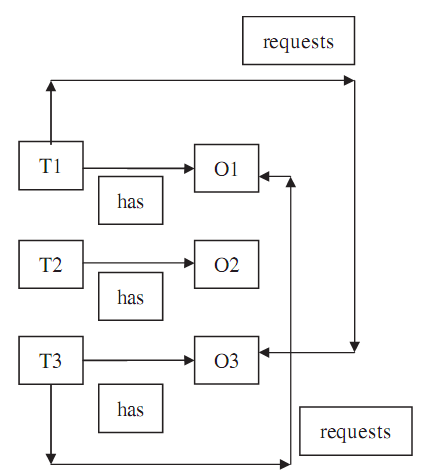 requests
T1
O1
has
T2
O2
has
T3
O3
has
requests